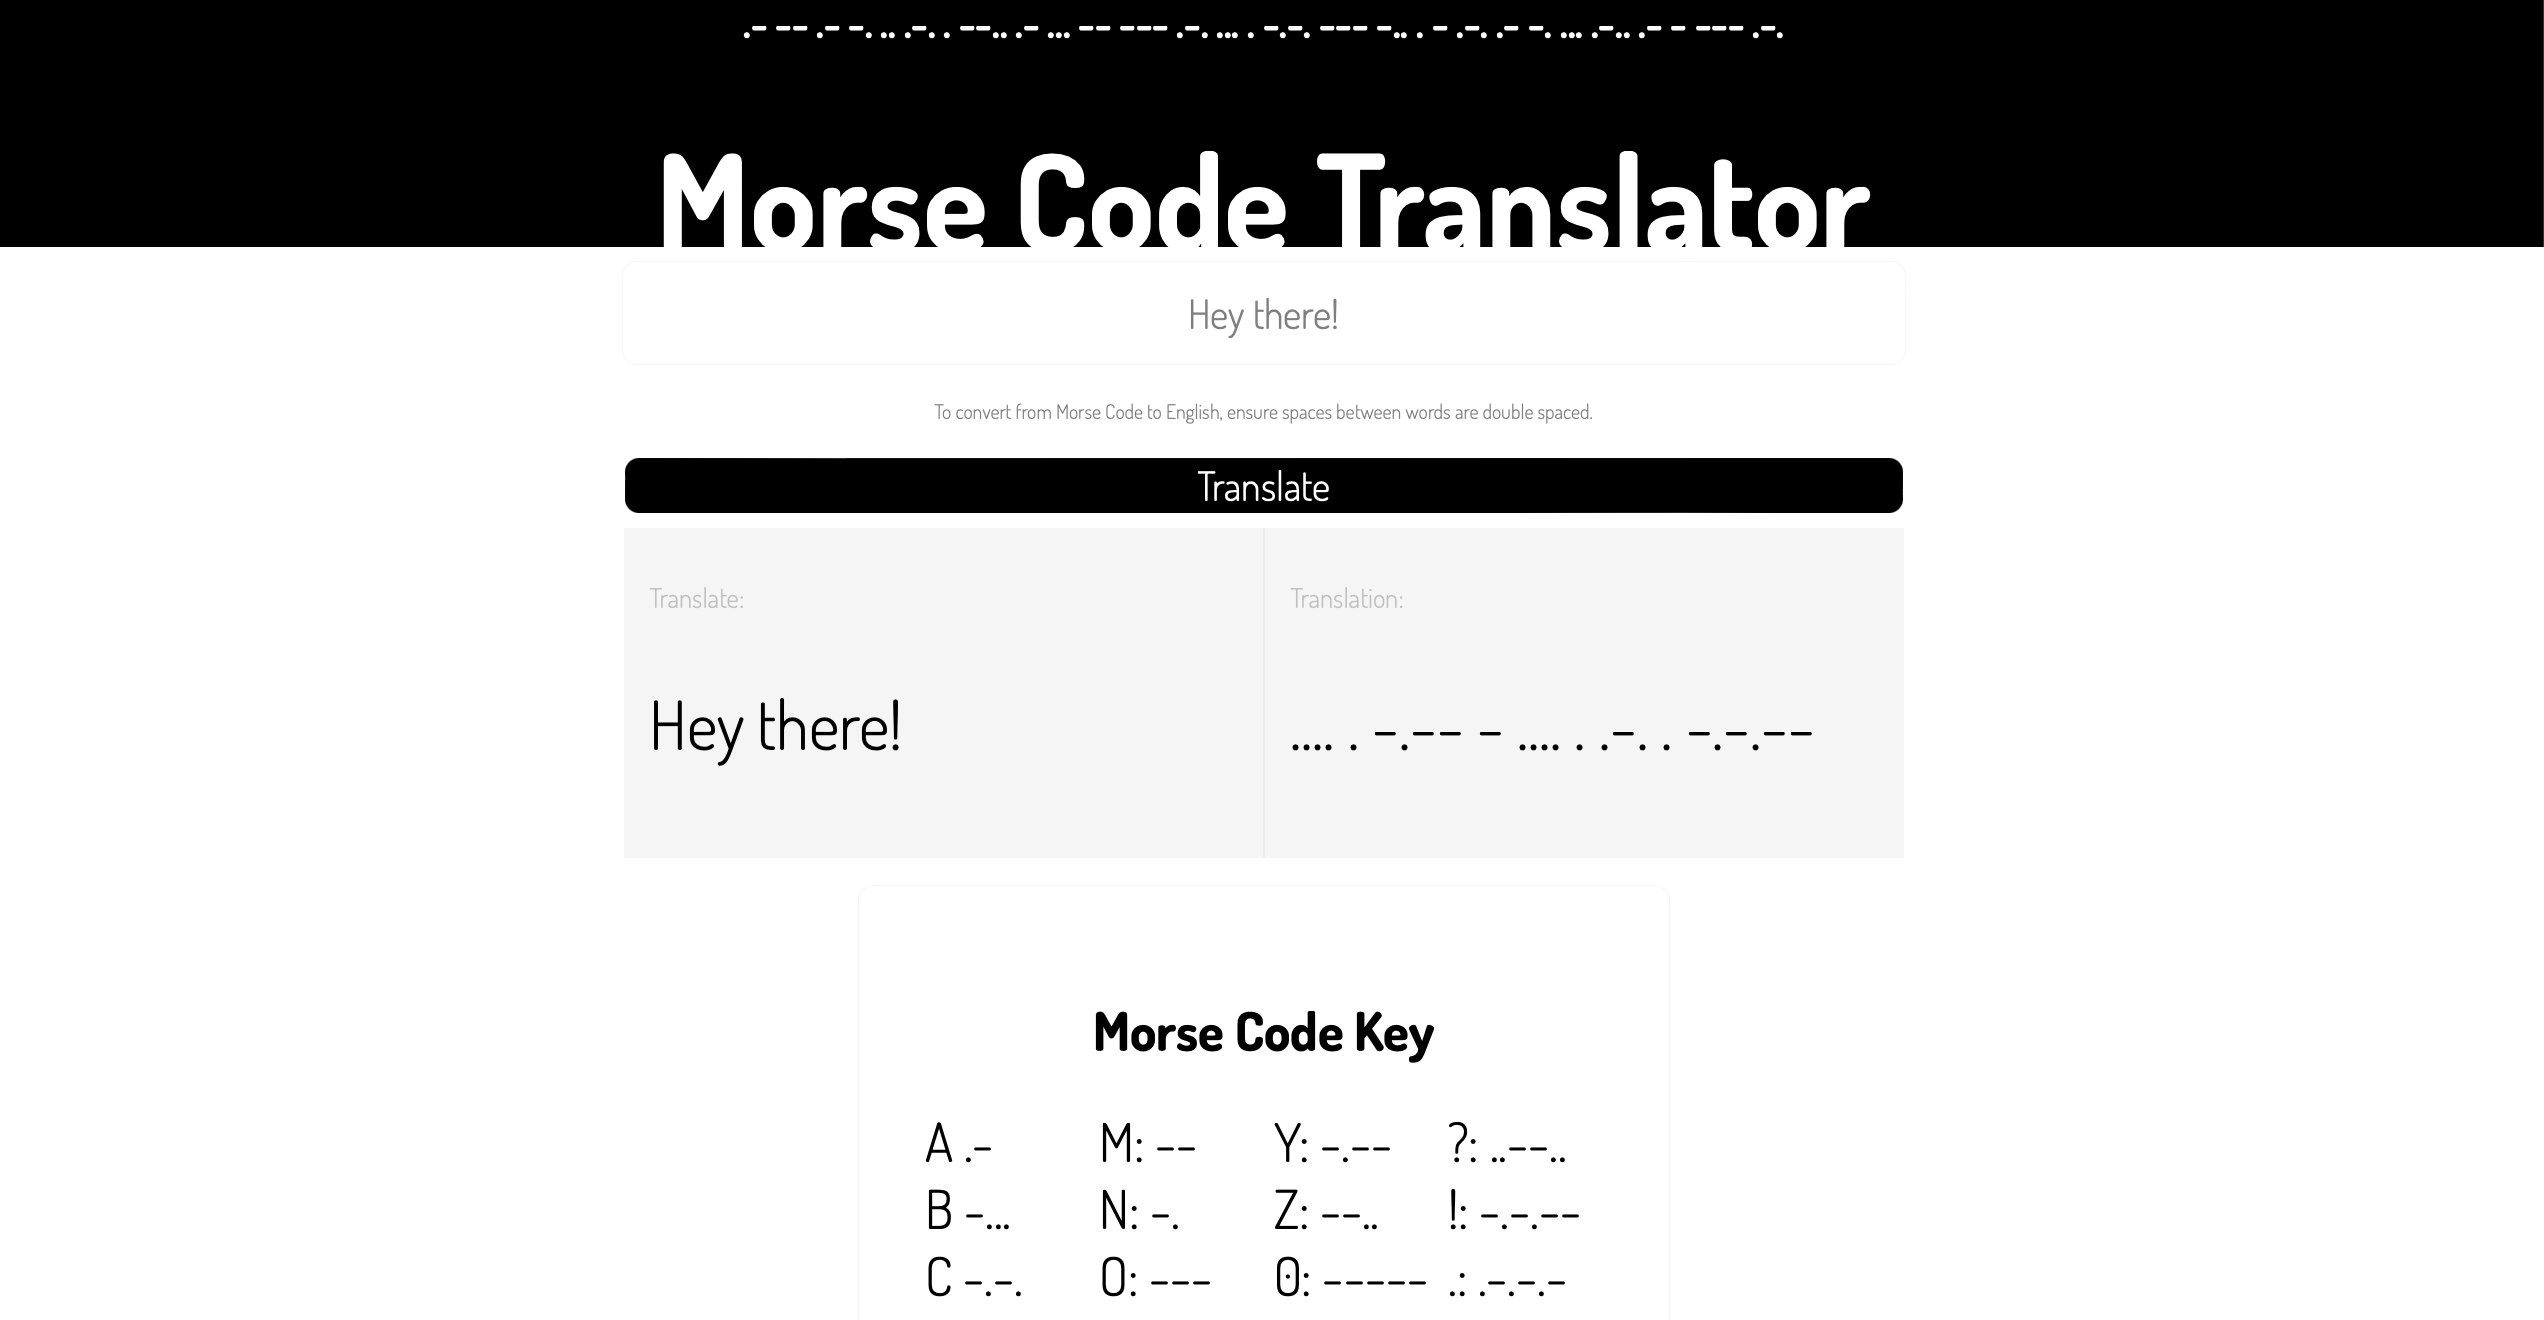 .- -- .- -. .. .-. . --.. .- ... -- --- .-. ... . -.-. --- -.. . - .-. .- -. ... .-.. .- - --- .-.
Morse Code Translator
Hey there!
To convert from Morse Code to English, ensure spaces between words are double spaced.
Translate
Translate:
Translation:
Hey there!
.... . -.-- - .... . .-. . -.-.--
Morse Code Key
A .- M: -- Y: -.-- ?: ..--..
B -... N: -. Z: --.. !: -.-.--
C -.-. O: --- 0: ----- .: .-.-.-